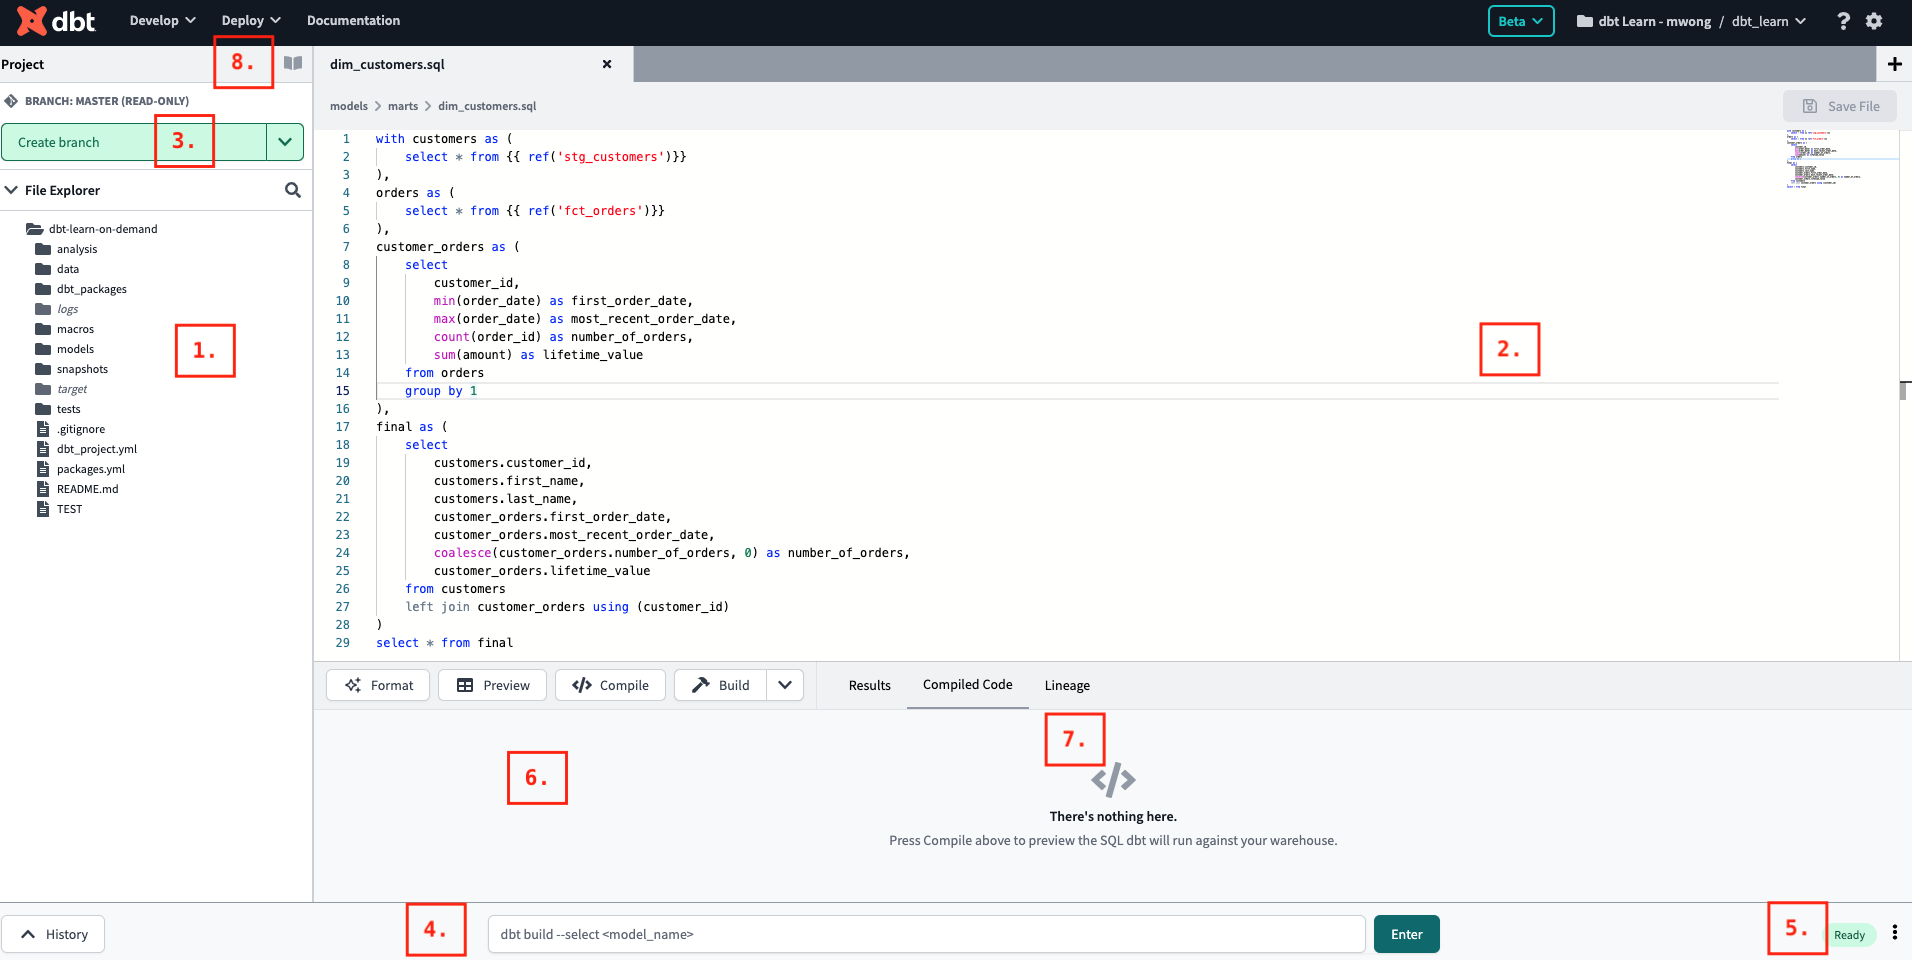 dbt Develop Deploy Documentation Beta dbt Learn - mwong / dbt_learn ?
Project 8. dim_customers.sql
BRANCH: MASTER (READ-ONLY)
Create branch 3.
File Explorer
dbt-learn-on-demand
analysis
data
dbt_packages
logs
macros
models
snapshots
target
tests
.gitignore
dbt_project.yml
packages.yml
README.md
TEST
1.
models > marts > dim_customers.sql Save File
1 with customers as (
2 select * from {{ ref('stg_customers')}}
3 ),
4 orders as (
5 select * from {{ ref('fct_orders')}}
6 ),
7 customer_orders as (
8 select
9 customer_id,
10 min(order_date) as first_order_date,
11 max(order_date) as most_recent_order_date,
12 count(order_id) as number_of_orders,
13 sum(amount) as lifetime_value
14 from orders
15 group by 1
16 ),
17 final as (
18 select
19 customers.customer_id,
20 customers.first_name,
21 customers.last_name,
22 customer_orders.first_order_date,
23 customer_orders.most_recent_order_date,
24 coalesce(customer_orders.number_of_orders, 0) as number_of_orders,
25 customer_orders.lifetime_value
26 from customers
27 left join customer_orders using (customer_id)
28 )
29 select * from final
2.
Format Preview </> Compile Build Results Compiled Code Lineage
7.
6.
</>
There's nothing here.
Press Compile above to preview the SQL dbt will run against your warehouse.
History 4. dbt build --select <model_name> Enter 5. Ready